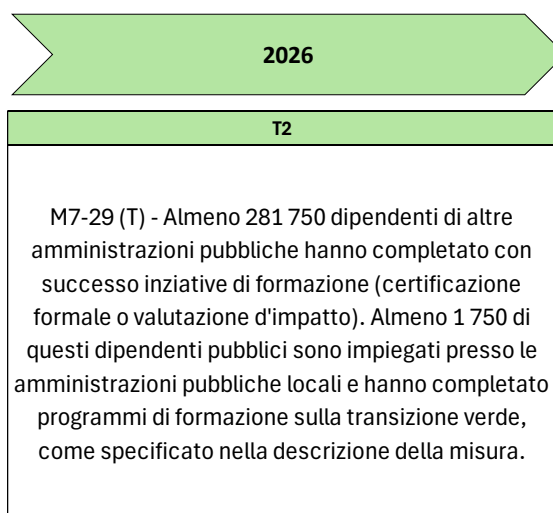 2026
T2
M7-29 (T) - Almeno 281 750 dipendenti di altre
amministrazioni pubbliche hanno completato con
successo inziative di formazione (certificazione
formale o valutazione d'impatto). Almeno 1 750 di
questi dipendenti pubblici sono impiegati presso le
amministrazioni pubbliche locali e hanno completato
programmi di formazione sulla transizione verde,
come specificato nella descrizione della misura.